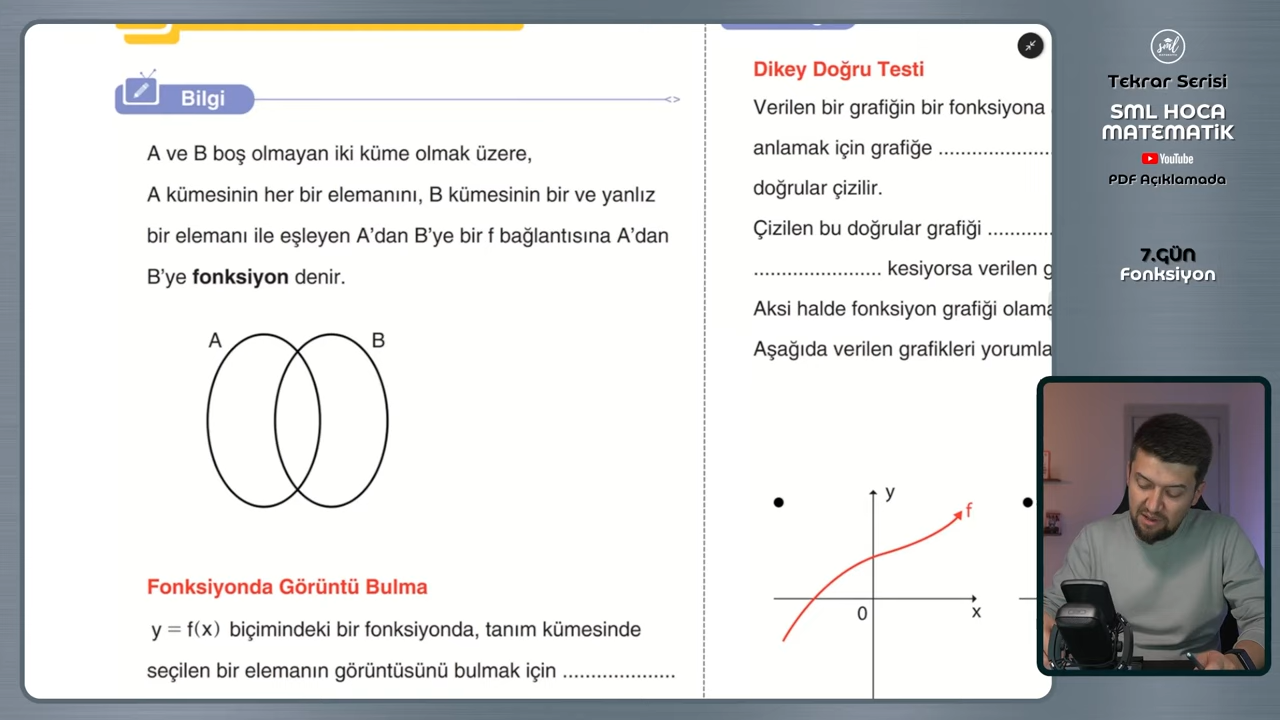 Bilgi
A ve B boş olmayan iki küme olmak üzere,
A kümesinin her bir elemanını, B kümesinin bir ve yanlız
bir elemanı ile eşleyen A’dan B’ye bir f bağlantısına A’dan
B’ye fonksiyon denir.
A
B
Fonksiyonda Görüntü Bulma
y = f(x) biçimindeki bir fonksiyonda, tanım kümesinde
seçilen bir elemanın görüntüsünü bulmak için ....................
Dikey Doğru Testi
Verilen bir grafiğin bir fonksiyona
anlamak için grafiğe ....................
doğrular çizilir.
Çizilen bu doğrular grafiği ............
...................... kesiyorsa verilen
Aksi halde fonksiyon grafiği
Aşağıda verilen grafikleri
y
f
0
x
sml
Tekrar Serisi
SML HOCA
MATEMATİK
YouTube
PDF Açıklamada
7.GÜN
Fonksiyon